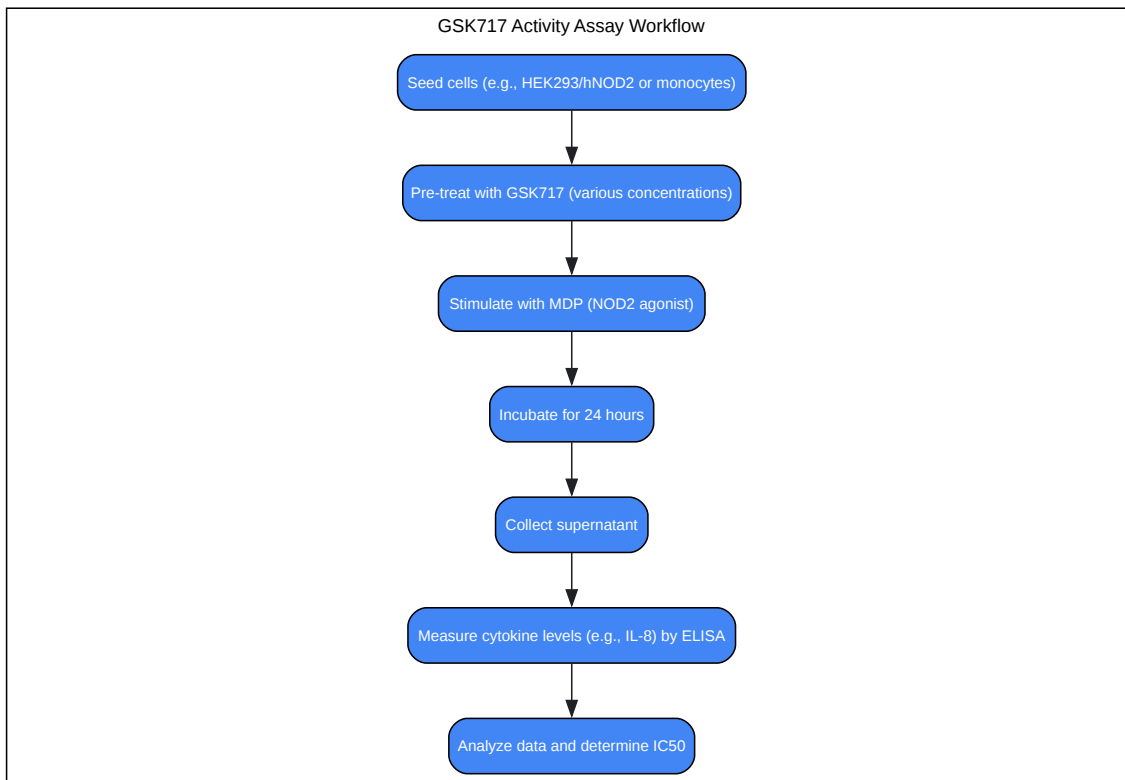 GSK717 Activity Assay Workflow
Seed cells (e.g., HEK293/hNOD2 or monocytes)
Pre-treat with GSK717 (various concentrations)
Stimulate with MDP (NOD2 agonist)
Incubate for 24 hours
Collect supernatant
Measure cytokine levels (e.g., IL-8) by ELISA
Analyze data and determine IC50